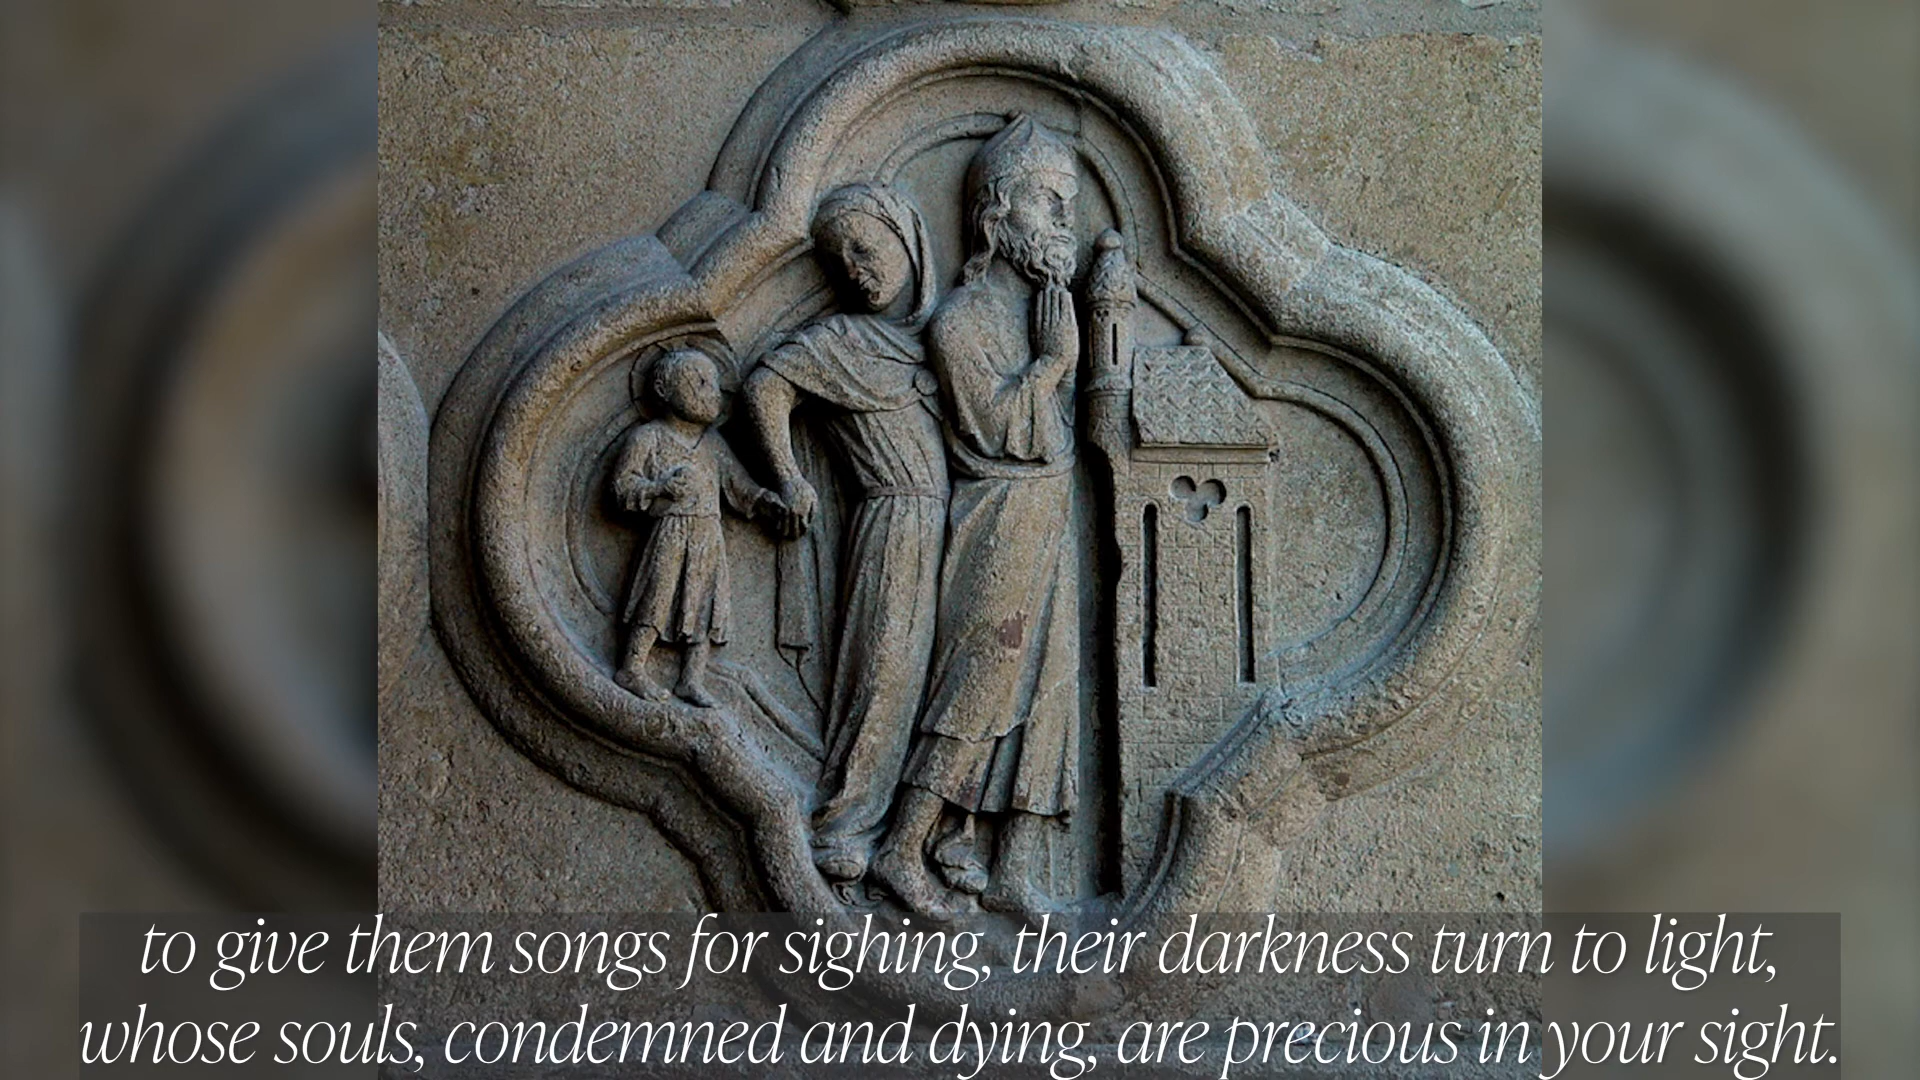 to give them songs for sighing, their darkness turn to light,
whose souls, condemned and dying, are precious in your sight.